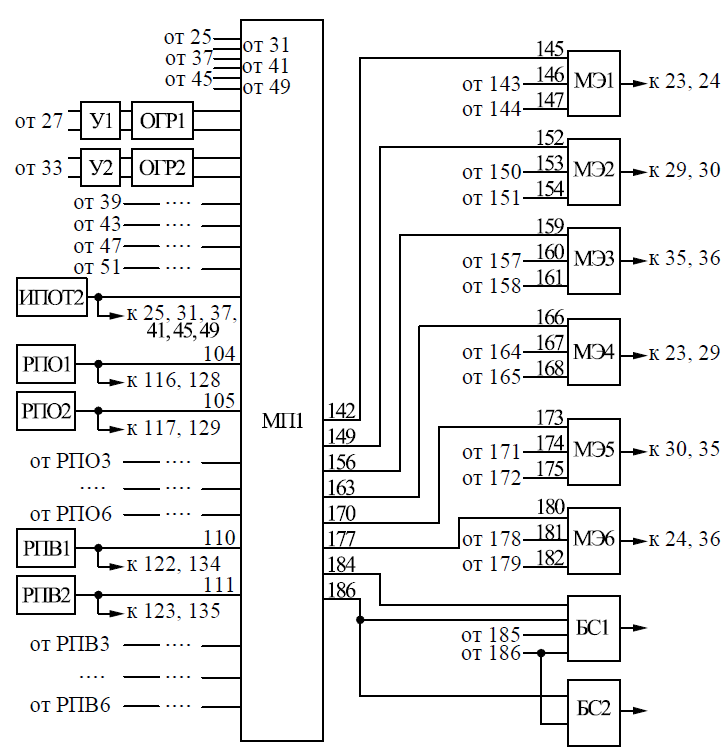 от 25
от 31
от 37
от 41
от 45
от 49
от 27
У1
ОГР1
от 33
У2
ОГР2
от 39 ....
от 43 ....
от 47 ....
от 51 ....
ИПОТ2
к 25, 31, 37,
41, 45, 49
РПО1
104
к 116, 128
РПО2
105
к 117, 129
от РПО3 ....
.... ....
от РПО6 ....
РПВ1
110
к 122, 134
РПВ2
111
к 123, 135
от РПВ3 ....
.... ....
от РПВ6 ....
МП1
142
149
156
163
170
177
184
186
145
от 143 146
от 144 147
МЭ1
к 23, 24
152
от 150 153
от 151 154
МЭ2
к 29, 30
159
от 157 160
от 158 161
МЭ3
к 35, 36
166
от 164 167
от 165 168
МЭ4
к 23, 29
173
от 171 174
от 172 175
МЭ5
к 30, 35
180
от 178 181
от 179 182
МЭ6
к 24, 36
от 185
от 186
БС1
БС2